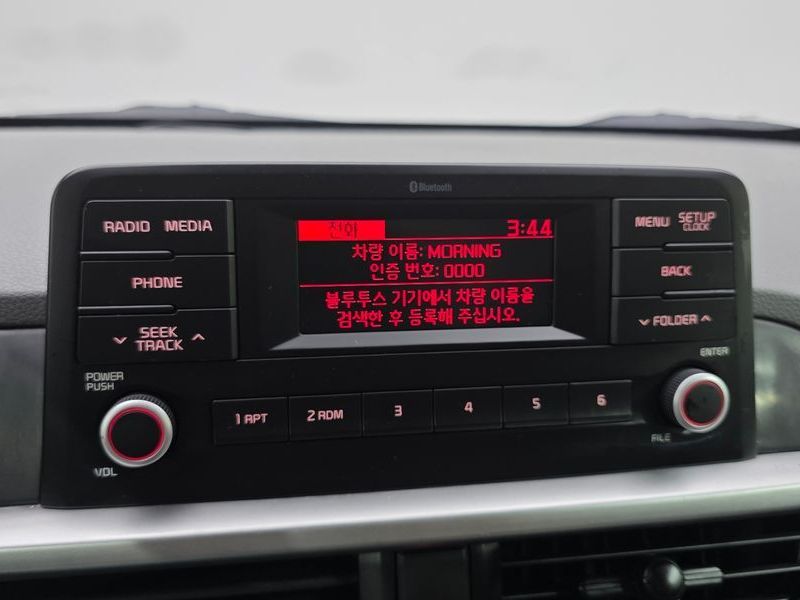 Bluetooth
RADIO MEDIA
PHONE
SEEK
TRACK
전화 3:44
차량 이름: MORNING
인증 번호: 0000
블루투스 기기에서 차량 이름을
검색한 후 등록해 주십시오.
MENU SETUP
CLOCK
BACK
FOLDER
POWER
PUSH
VOL
1 RPT 2 RDM 3 4 5 6
ENTER
FILE